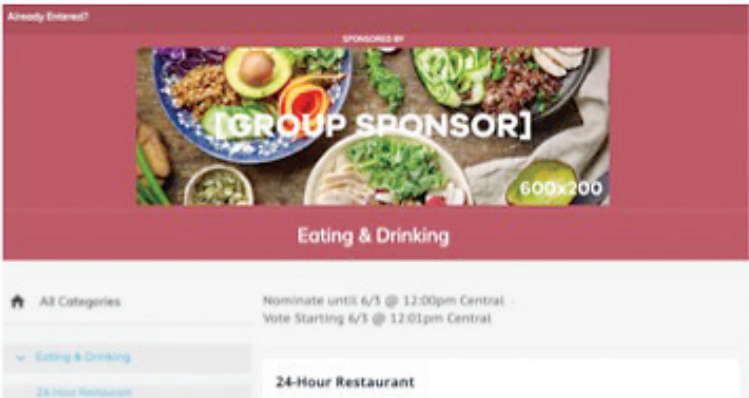 Already Entered?
SPONSORED BY
[GROUP SPONSOR]
600x200
Eating & Drinking
All Categories
Nominate until 6/3 @ 12:00pm Central -
Vote Starting 6/3 @ 12:01pm Central
Eating & Drinking
24-Hour Restaurant
24-Hour Restaurant